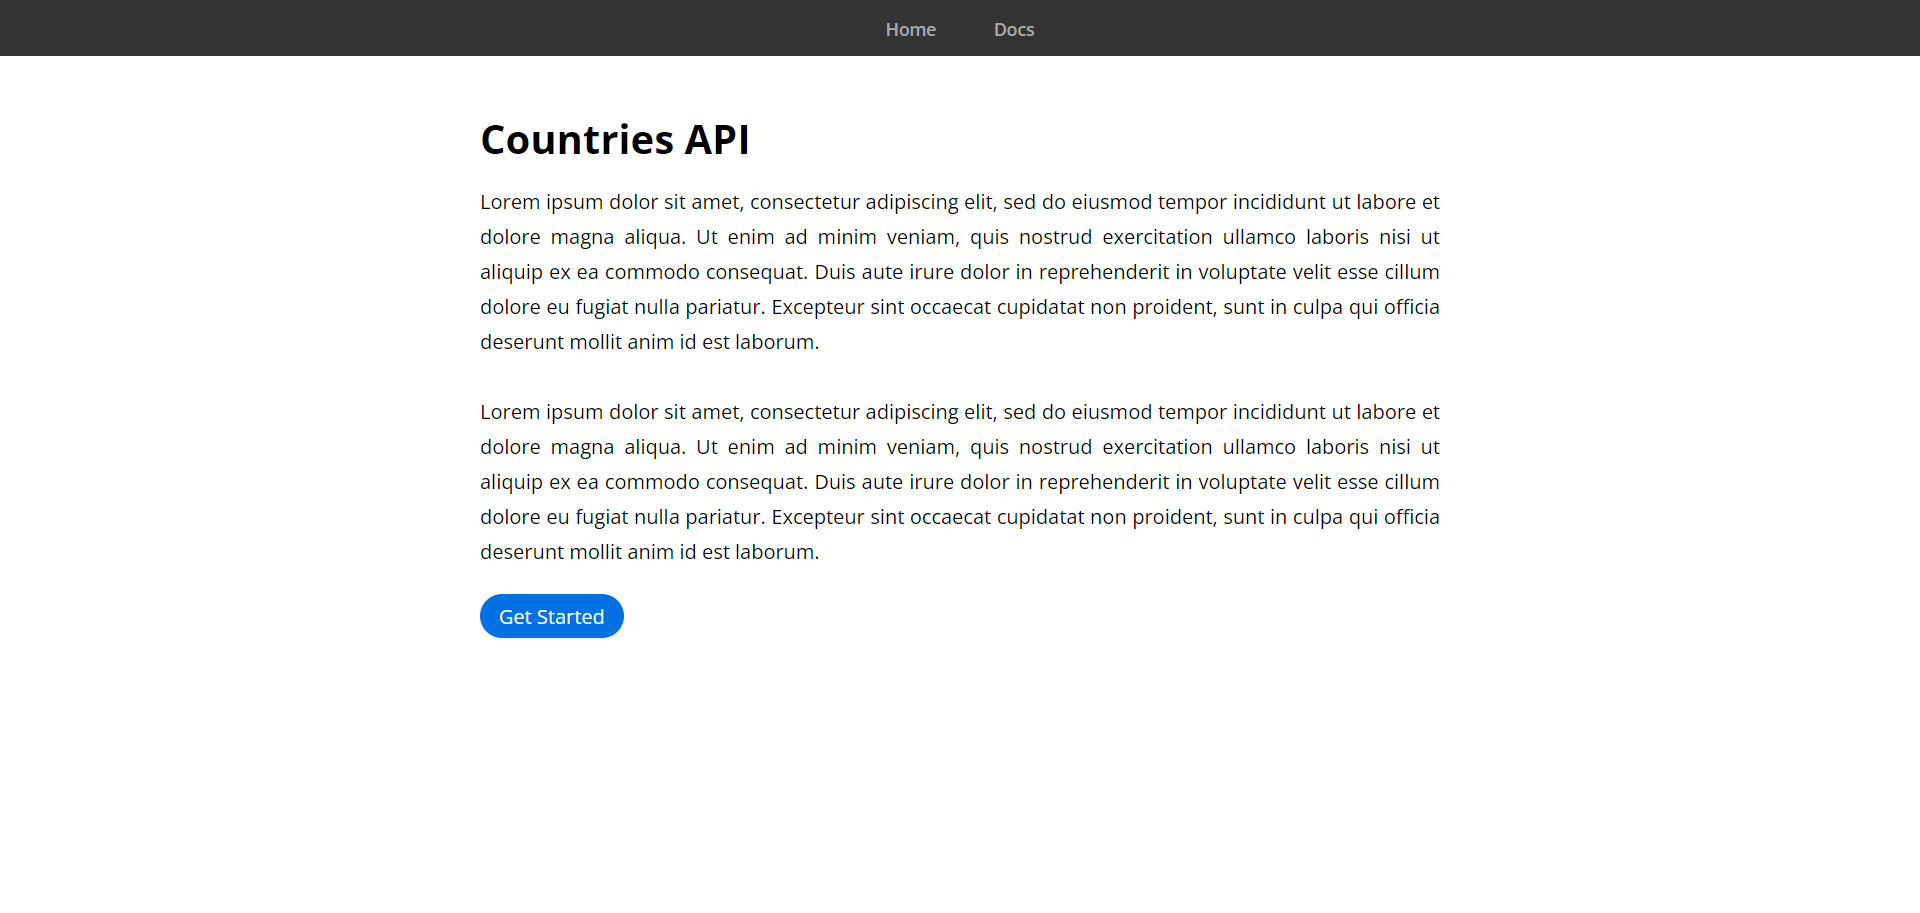 Home Docs
Countries API
Lorem ipsum dolor sit amet, consectetur adipiscing elit, sed do eiusmod tempor incididunt ut labore et
dolore magna aliqua. Ut enim ad minim veniam, quis nostrud exercitation ullamco laboris nisi ut
aliquip ex ea commodo consequat. Duis aute irure dolor in reprehenderit in voluptate velit esse cillum
dolore eu fugiat nulla pariatur. Excepteur sint occaecat cupidatat non proident, sunt in culpa qui officia
deserunt mollit anim id est laborum.
Lorem ipsum dolor sit amet, consectetur adipiscing elit, sed do eiusmod tempor incididunt ut labore et
dolore magna aliqua. Ut enim ad minim veniam, quis nostrud exercitation ullamco laboris nisi ut
aliquip ex ea commodo consequat. Duis aute irure dolor in reprehenderit in voluptate velit esse cillum
dolore eu fugiat nulla pariatur. Excepteur sint occaecat cupidatat non proident, sunt in culpa qui officia
deserunt mollit anim id est laborum.
Get Started